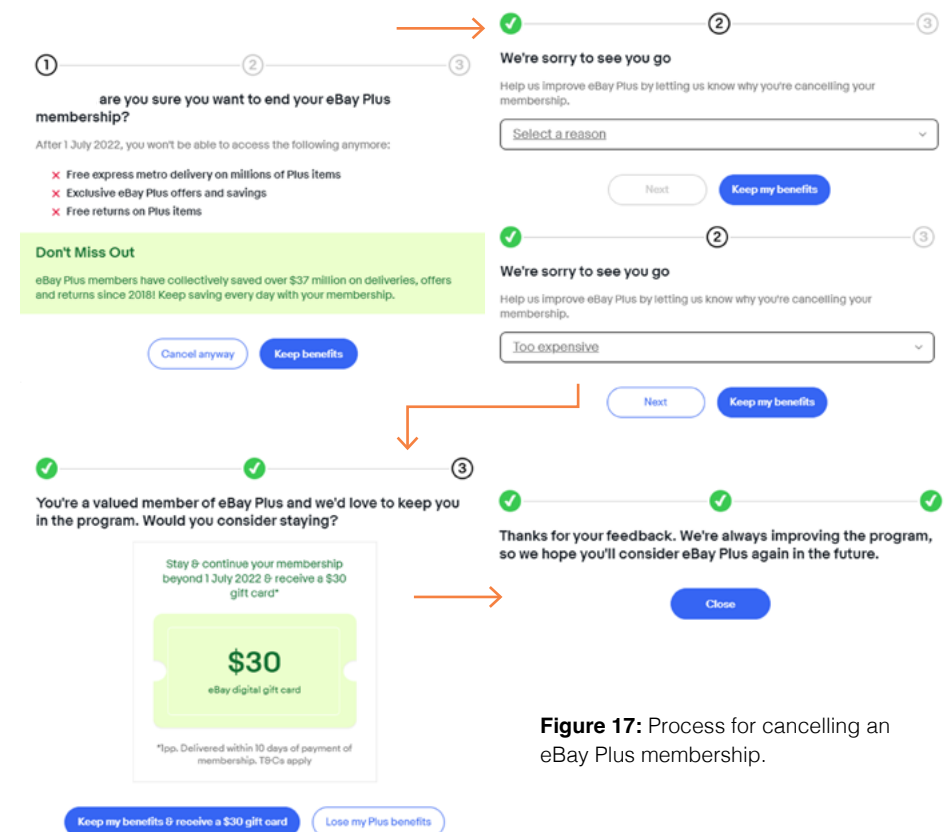 1
2
3
are you sure you want to end your eBay Plus
membership?
After 1 July 2022, you won't be able to access the following anymore:
Free express metro delivery on millions of Plus items
Exclusive eBay Plus offers and savings
Free returns on Plus items
Don't Miss Out
eBay Plus members have collectively saved over $37 million on deliveries, offers
and returns since 2018! Keep saving every day with your membership.
Cancel anyway
Keep benefits
2
3
We're sorry to see you go
Help us improve eBay Plus by letting us know why you're cancelling your
membership.
Select a reason
Next
Keep my benefits
2
3
We're sorry to see you go
Help us improve eBay Plus by letting us know why you're cancelling your
membership.
Too expensive
Next
Keep my benefits
3
You're a valued member of eBay Plus and we'd love to keep you
in the program. Would you consider staying?
Stay & continue your membership
beyond 1 July 2022 & receive a $30
gift card*
$30
eBay digital gift card
*1pp. Delivered within 10 days of payment of
membership. T&Cs apply
Keep my benefits & receive a $30 gift card
Lose my Plus benefits
Thanks for your feedback. We're always improving the program,
so we hope you'll consider eBay Plus again in the future.
Close
Figure 17: Process for cancelling an
eBay Plus membership.